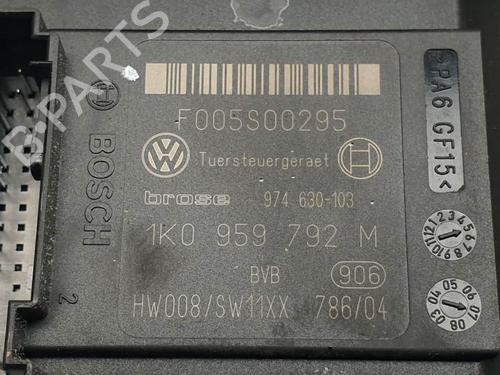 B-PARTS
F005S00295
Tuersteuergeraet
brose 974 630-103
1K0 959 792 M
BVB 906
HW008/SW11XX 786/04
BOSCH
2
>PA6 GF15<